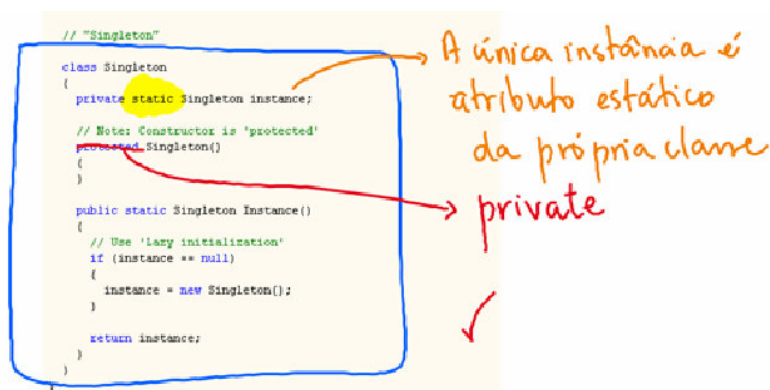 // "Singleton"
class Singleton
{
private static Singleton instance;
// Note: Constructor is 'protected'
protected Singleton()
{
}
public static Singleton Instance()
{
// Use 'Lazy initialization'
if (instance == null)
{
instance = new Singleton();
}
return instance;
}
}
A única instância é
atributo estático
da própria classe
private